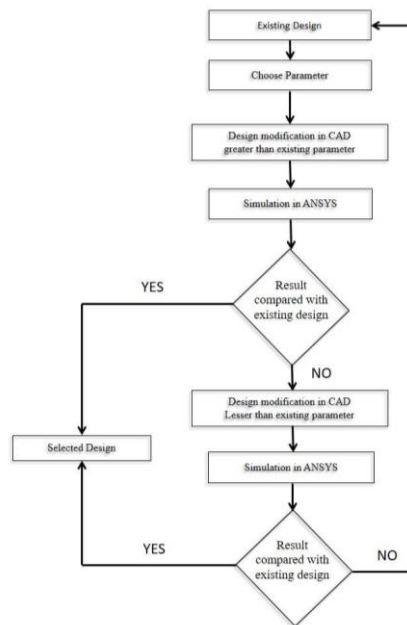 Existing Design
Choose Parameter
Design modification in CAD
greater than existing parameter
Simulation in ANSYS
Result
compared with
existing design
YES
NO
Design modification in CAD
Lesser than existing parameter
Selected Design
Simulation in ANSYS
Result
compared with
existing design
YES
NO